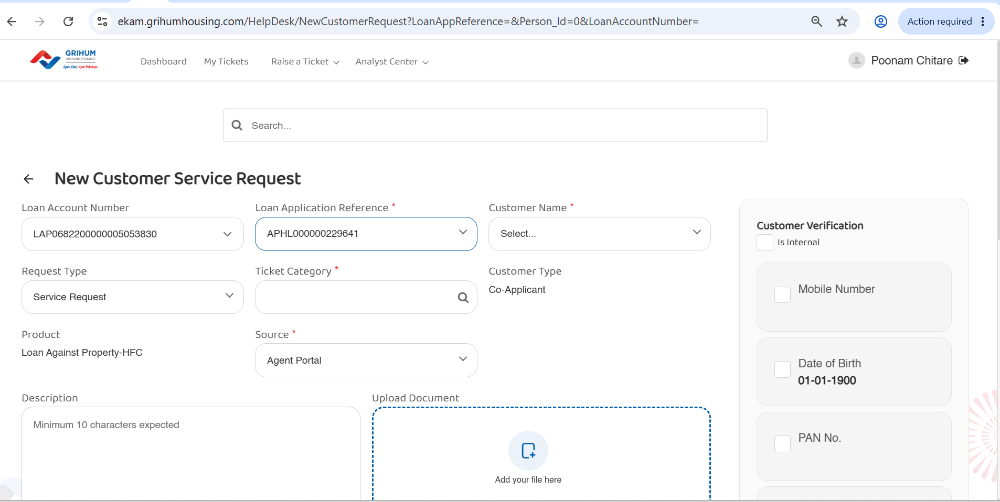 ekam.grihumhousing.com/HelpDesk/NewCustomerRequest?LoanAppReference=&Person_Id=0&LoanAccountNumber=
Action required
GRIHUM
HOUSING FINANCE
Apna Ghar. Apni Pehchan.
Dashboard
My Tickets
Raise a Ticket
Analyst Center
Poonam Chitare
Search...
New Customer Service Request
Loan Account Number
Loan Application Reference *
Customer Name *
LAP0682200000005053830
APHL000000229641
Select...
Request Type
Ticket Category *
Customer Type
Service Request
Co-Applicant
Product
Source *
Loan Against Property-HFC
Agent Portal
Description
Upload Document
Minimum 10 characters expected
Add your file here
Customer Verification
Is Internal
Mobile Number
Date of Birth
01-01-1900
PAN No.